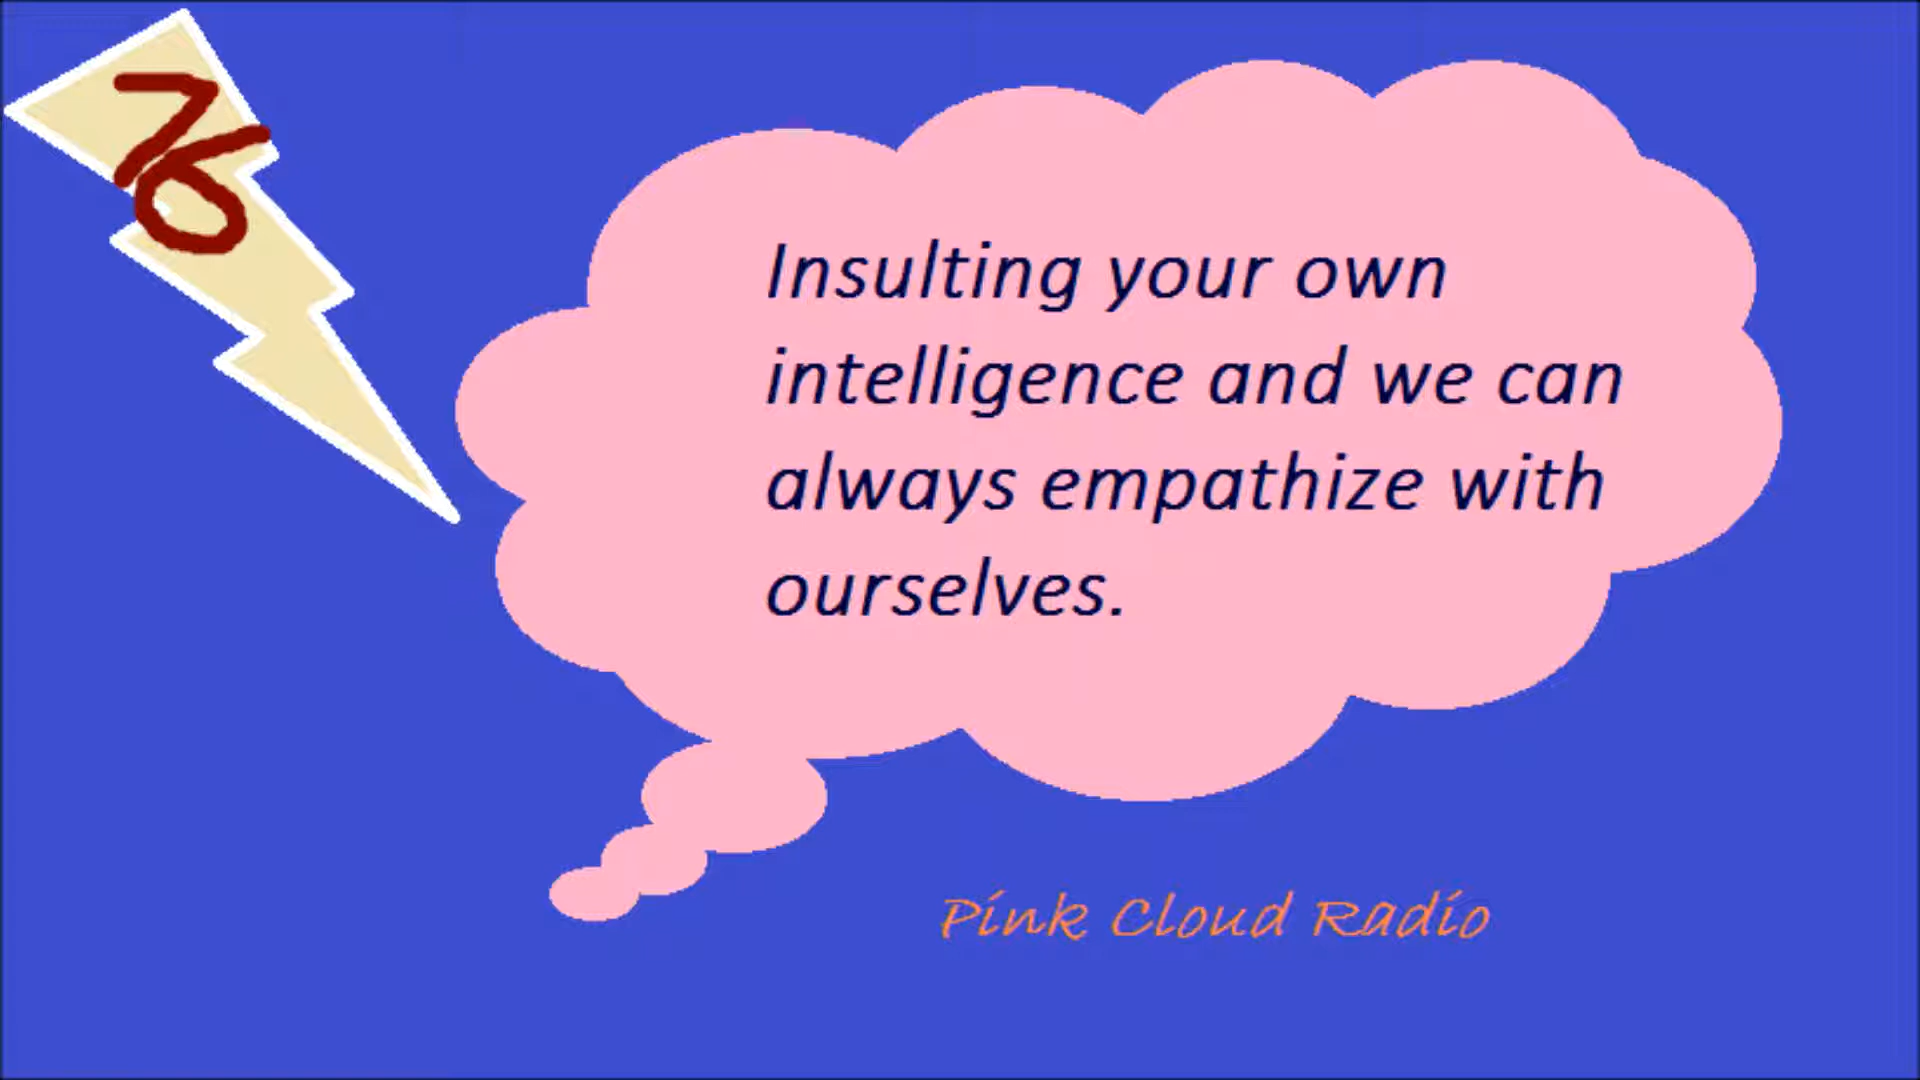 76
Insulting your own
intelligence and we can
always empathize with
ourselves.
Pink Cloud Radio